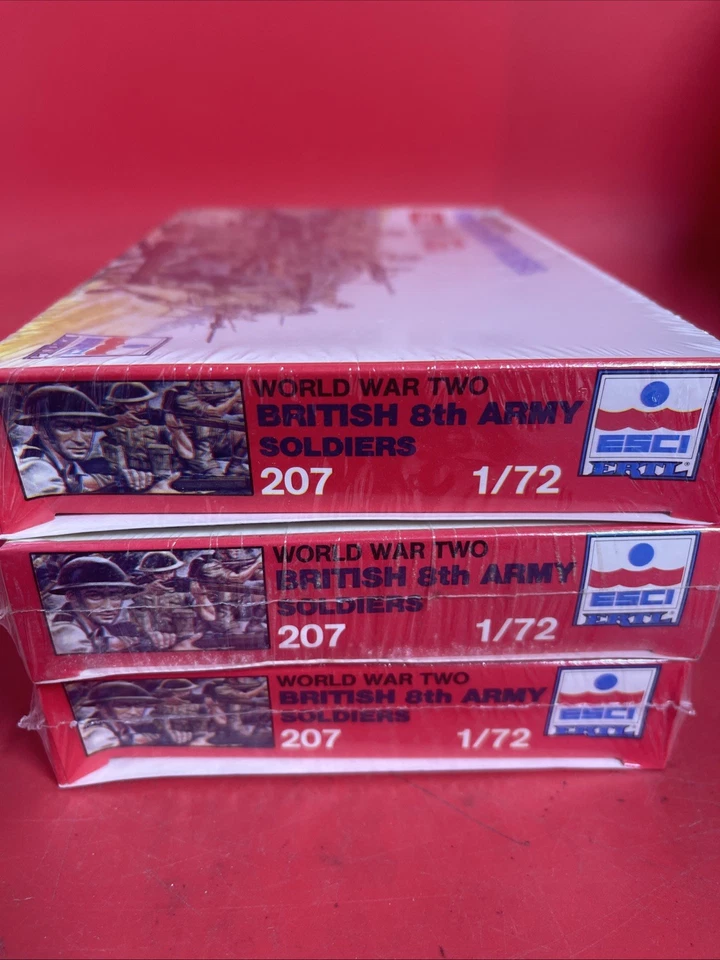 WORLD WAR TWO
BRITISH 8th ARMY
SOLDIERS
207 1/72
ESCI
ERTL
WORLD WAR TWO
BRITISH 8th ARMY
SOLDIERS
207 1/72
ESCI
ERTL
WORLD WAR TWO
BRITISH 8th ARMY
SOLDIERS
207 1/72
ESCI
ERTL